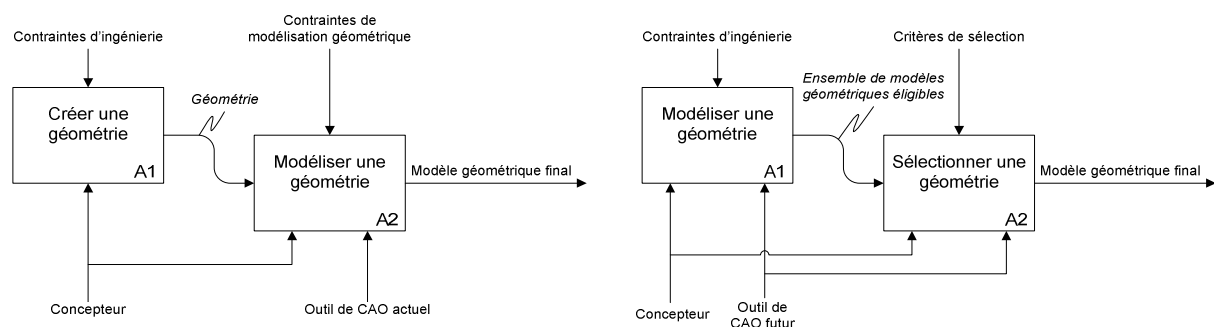 Contraintes d'ingénierie
Contraintes de
modélisation géométrique
Créer une
géométrie
A1
Géométrie
Modéliser une
géométrie
A2
Modèle géométrique final
Concepteur
Outil de CAO actuel
Contraintes d'ingénierie
Critères de sélection
Modéliser une
géométrie
A1
Ensemble de modèles
géométriques éligibles
Sélectionner une
géométrie
A2
Modèle géométrique final
Concepteur
Outil de
CAO futur